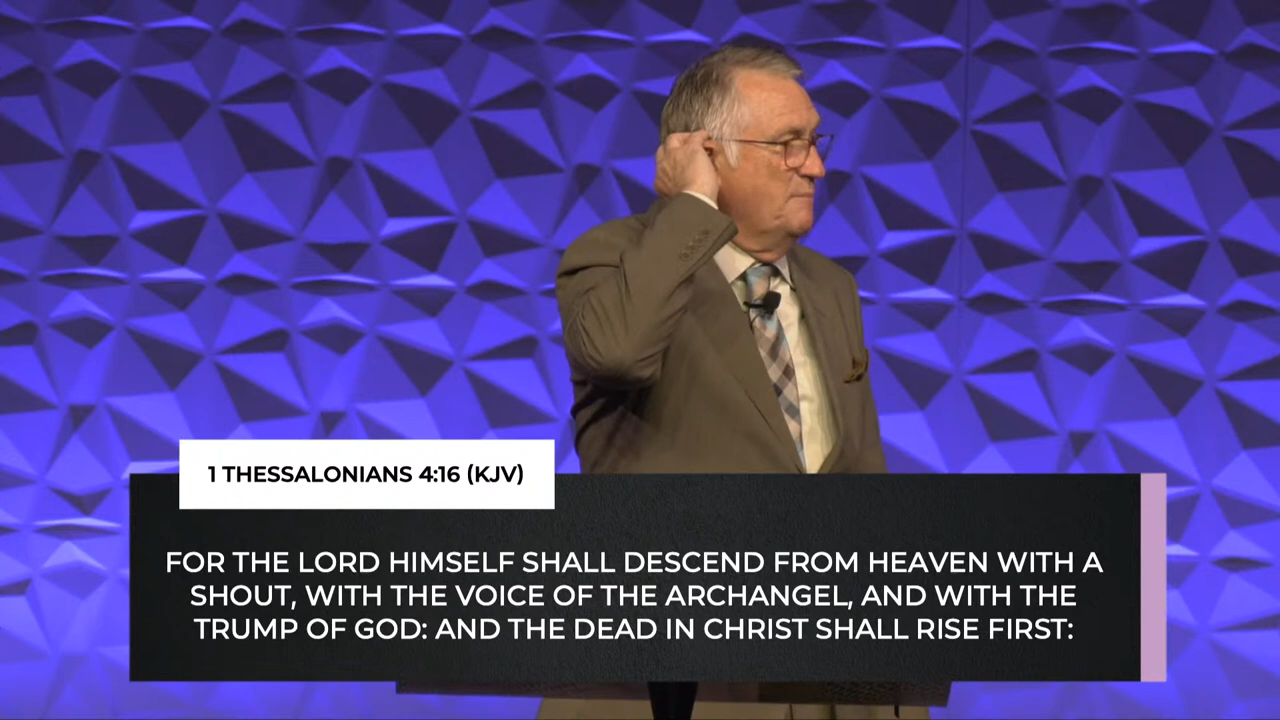 1 THESSALONIANS 4:16 (KJV)
FOR THE LORD HIMSELF SHALL DESCEND FROM HEAVEN WITH A
SHOUT, WITH THE VOICE OF THE ARCHANGEL, AND WITH THE
TRUMP OF GOD: AND THE DEAD IN CHRIST SHALL RISE FIRST: